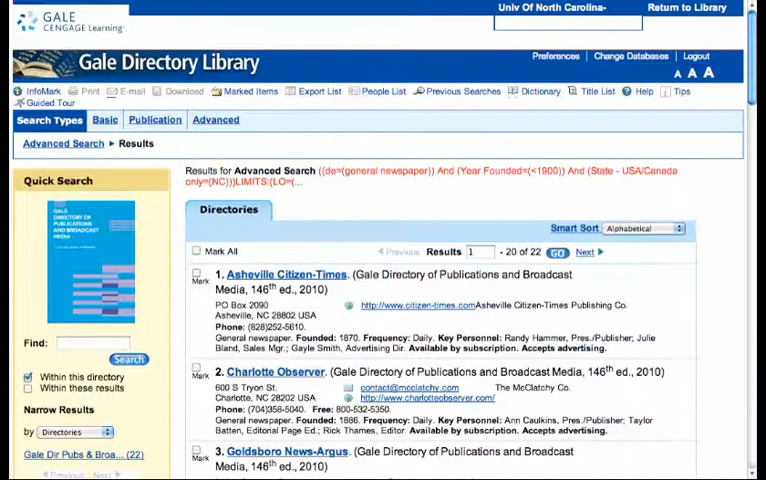 Univ Of North Carolina-
Return to Library
GALE
CENGAGE Learning
Gale Directory Library
Preferences | Change Databases | Logout
A A A
InfoMark Print E-mail Download Marked Items Export List People List Previous Searches Dictionary Title List Help Tips
Guided Tour
Search Types Basic Publication Advanced
Advanced Search Results
Quick Search
GALE
DIRECTORY OF
PUBLICATIONS
AND BROADCAST
MEDIA
Find:
Search
Within this directory
Within these results
Narrow Results
by Directories
Gale Dir Pubs & Broa... (22)
Previous Next
Results for Advanced Search ((de=(general newspaper)) And (Year Founded=(<1900)) And (State - USA/Canada
only=(NC)))LIMITS:(LO=(...
Directories
Smart Sort Alphabetical
Mark All
Previous Results 1 - 20 of 22 GO Next
Mark
1. Asheville Citizen-Times. (Gale Directory of Publications and Broadcast
Media, 146th ed., 2010)
PO Box 2090 http://www.citizen-times.comAsheville Citizen-Times Publishing Co.
Asheville, NC 28802 USA
Phone: (828)252-5610.
General newspaper. Founded: 1870. Frequency: Daily. Key Personnel: Randy Hammer, Pres./Publisher; Julie
Bland, Sales Mgr.; Gayle Smith, Advertising Dir. Available by subscription. Accepts advertising.
Mark
2. Charlotte Observer. (Gale Directory of Publications and Broadcast Media, 146th ed., 2010)
600 S Tryon St. contact@mcclatchy.com The McClatchy Co.
Charlotte, NC 28202 USA http://www.charlotteobserver.com/
Phone: (704)358-5040. Free: 800-532-5350.
General newspaper. Founded: 1886. Frequency: Daily. Key Personnel: Ann Caulkins, Pres./Publisher; Taylor
Batten, Editorial Page Ed.; Rick Thames, Editor. Available by subscription. Accepts advertising.
Mark
3. Goldsboro News-Argus. (Gale Directory of Publications and Broadcast
Media, 146th ed., 2010)